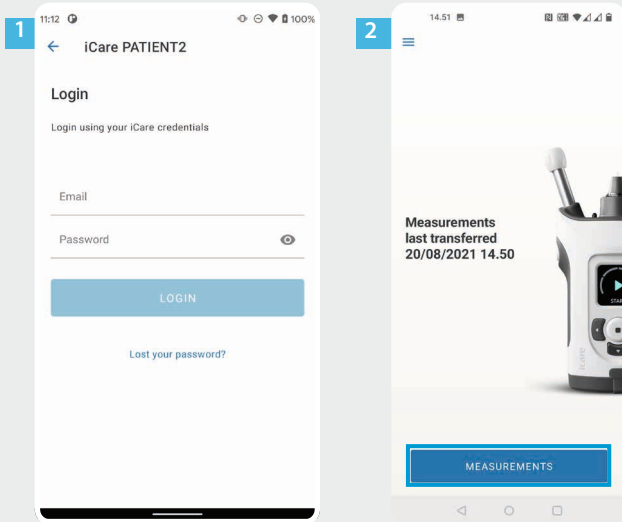 1
11:12 100%
iCare PATIENT2
Login
Login using your iCare credentials
Email
Password
LOGIN
Lost your password?
2
14.51
Measurements
last transferred
20/08/2021 14.50
iCare
MEASUREMENTS